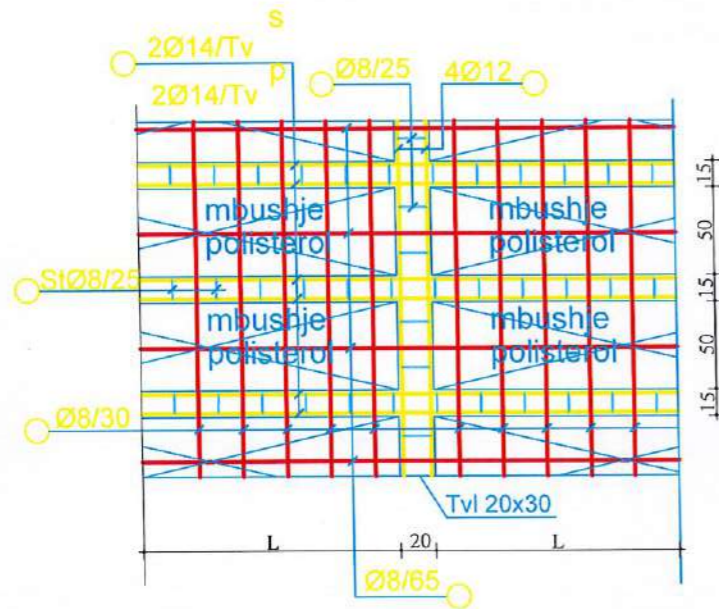 s
2Ø14/Tv
p
2Ø14/Tv
Ø8/25
4Ø12
15
mbushje
polisterol
mbushje
polisterol
50
StØ8/25
15
mbushje
polisterol
mbushje
polisterol
50
15
Ø8/30
Tvl 20x30
L
20
L
Ø8/65